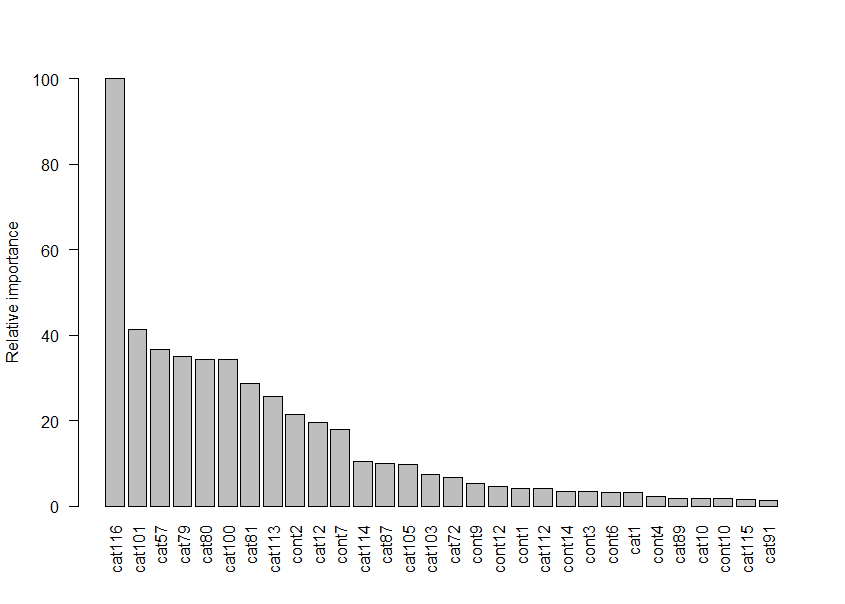 Relative importance
100
80
60
40
20
0
cat116
cat101
cat57
cat79
cat80
cat100
cat81
cat113
cont2
cat12
cont7
cat114
cat87
cat105
cat103
cat72
cont9
cont12
cont1
cat112
cont14
cont3
cont6
cat1
cont4
cat89
cat10
cont10
cat115
cat91